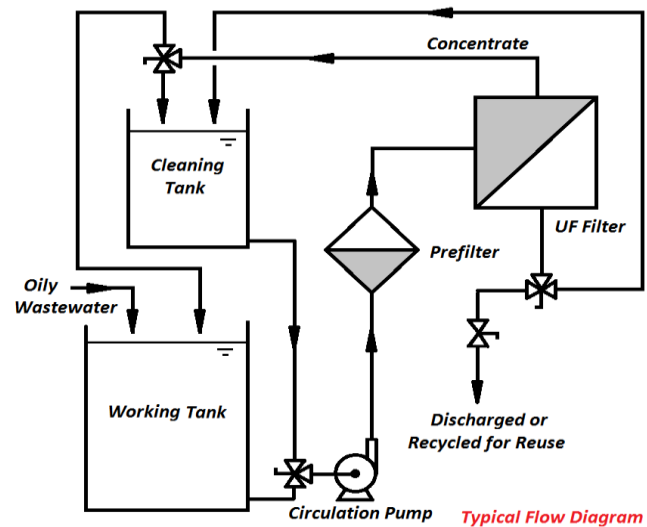 Concentrate
Cleaning
Tank
UF Filter
Prefilter
Oily
Wastewater
Working Tank
Discharged or
Recycled for Reuse
Circulation Pump
Typical Flow Diagram